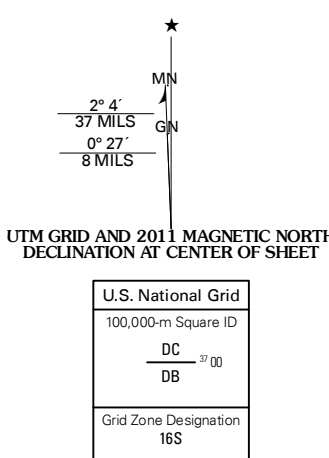 ★
MN
GN
2° 4´
37 MILS
0° 27´
8 MILS
UTM GRID AND 2011 MAGNETIC NORTH
DECLINATION AT CENTER OF SHEET
U.S. National Grid
100,000-m Square ID
DC
37 00
DB
Grid Zone Designation
16S